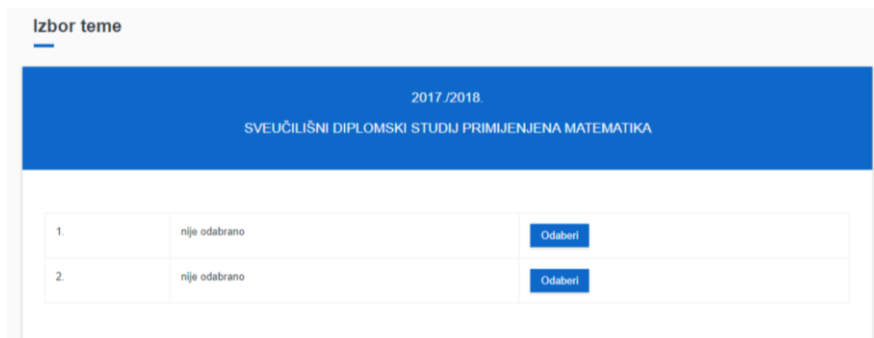 Izbor teme
2017./2018.
SVEUČILIŠNI DIPLOMSKI STUDIJ PRIMIJENJENA MATEMATIKA
1. nije odabrano Odaberi
2. nije odabrano Odaberi